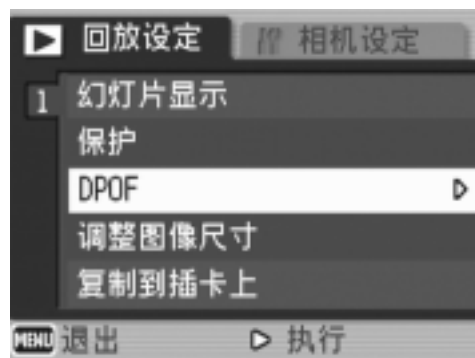 回放设定 相机设定
1 幻灯片显示
保护
DPOF
调整图像尺寸
复制到插卡上
MENU 退出 执行